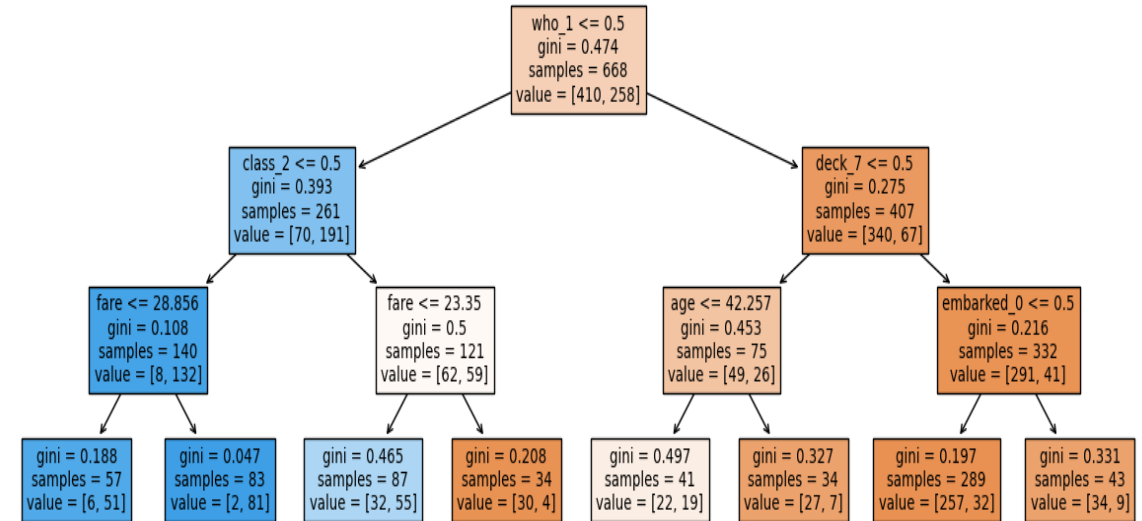 who_1 <= 0.5
gini = 0.474
samples = 668
value = [410, 258]
class_2 <= 0.5
gini = 0.393
samples = 261
value = [70, 191]
deck_7 <= 0.5
gini = 0.275
samples = 407
value = [340, 67]
fare <= 28.856
gini = 0.108
samples = 140
value = [8, 132]
fare <= 23.35
gini = 0.5
samples = 121
value = [62, 59]
age <= 42.257
gini = 0.453
samples = 75
value = [49, 26]
embarked_0 <= 0.5
gini = 0.216
samples = 332
value = [291, 41]
gini = 0.188
samples = 57
value = [6, 51]
gini = 0.047
samples = 83
value = [2, 81]
gini = 0.465
samples = 87
value = [32, 55]
gini = 0.208
samples = 34
value = [30, 4]
gini = 0.497
samples = 41
value = [22, 19]
gini = 0.327
samples = 34
value = [27, 7]
gini = 0.197
samples = 289
value = [257, 32]
gini = 0.331
samples = 43
value = [34, 9]